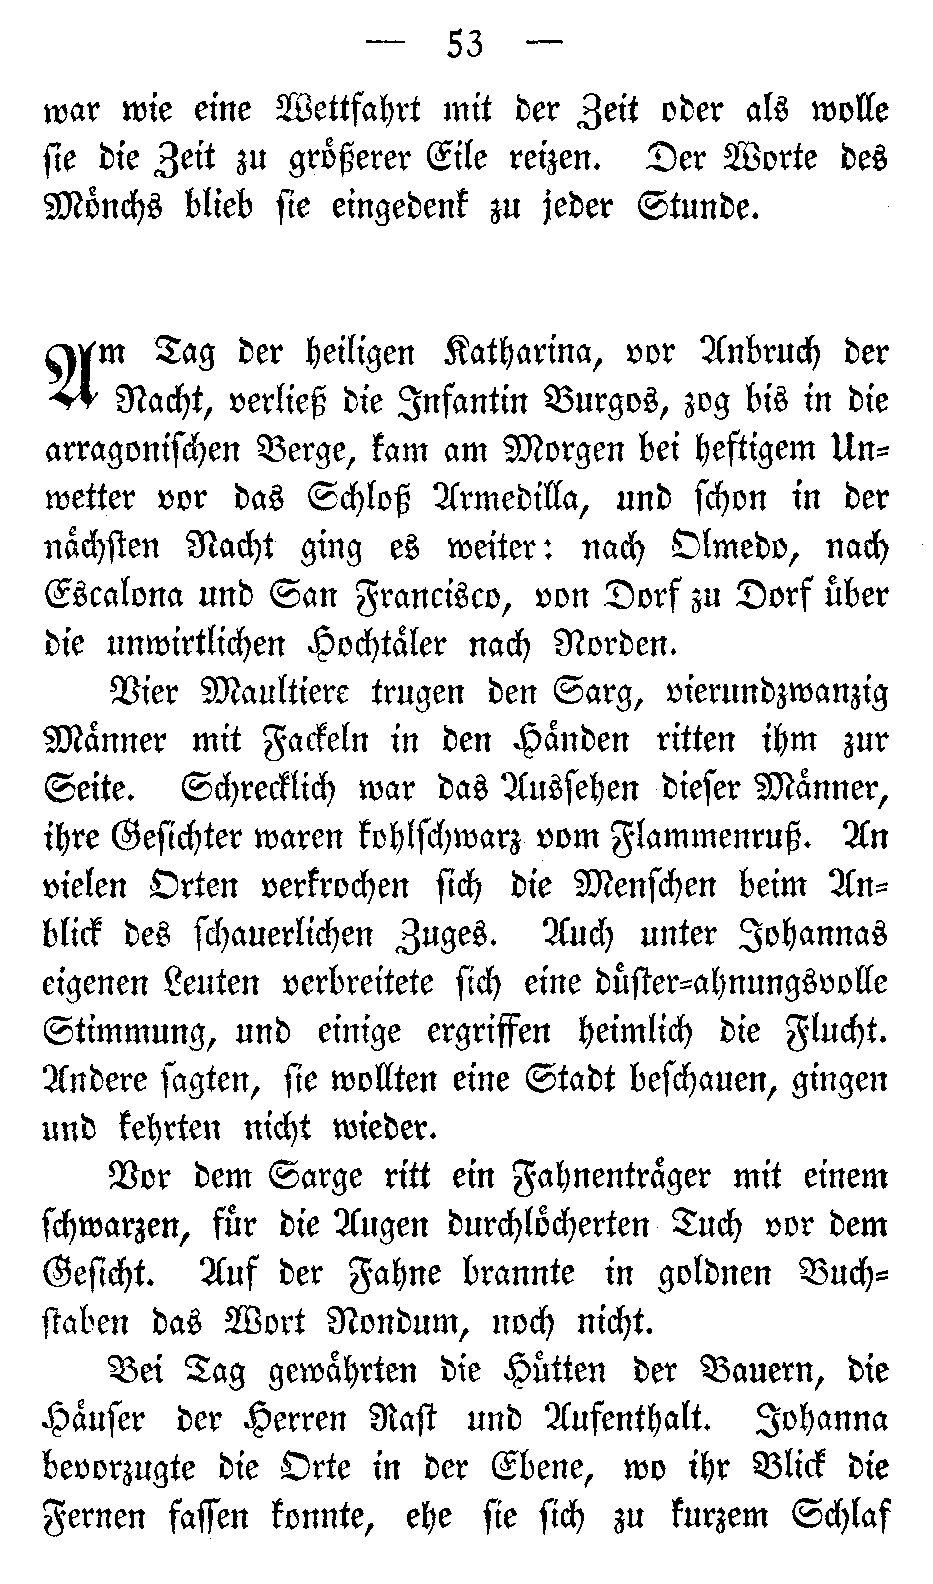 — 53 —
war wie eine Wettfahrt mit der Zeit oder als wolle
sie die Zeit zu größerer Eile reizen. Der Worte des
Mönchs blieb sie eingedenk zu jeder Stunde.
Am Tag der heiligen Katharina, vor Anbruch der
Nacht, verließ die Infantin Burgos, zog bis in die
arragonischen Berge, kam am Morgen bei heftigem Un-
wetter vor das Schloß Armedilla, und schon in der
nächsten Nacht ging es weiter: nach Olmedo, nach
Escalona und San Francisco, von Dorf zu Dorf über
die unwirtlichen Hochtäler nach Norden.
Vier Maultiere trugen den Sarg, vierundzwanzig
Männer mit Fackeln in den Händen ritten ihm zur
Seite. Schrecklich war das Aussehen dieser Männer,
ihre Gesichter waren kohlschwarz vom Flammenruß. An
vielen Orten verkrochen sich die Menschen beim An-
blick des schauerlichen Zuges. Auch unter Johannas
eigenen Leuten verbreitete sich eine düster-ahnungsvolle
Stimmung, und einige ergriffen heimlich die Flucht.
Andere sagten, sie wollten eine Stadt beschauen, gingen
und kehrten nicht wieder.
Vor dem Sarge ritt ein Fahnenträger mit einem
schwarzen, für die Augen durchlöcherten Tuch vor dem
Gesicht. Auf der Fahne brannte in goldnen Buch-
staben das Wort Nondum, noch nicht.
Bei Tag gewährten die Hütten der Bauern, die
Häuser der Herren Rast und Aufenthalt. Johanna
bevorzugte die Orte in der Ebene, wo ihr Blick die
Fernen fassen konnte, ehe sie sich zu kurzem Schlaf